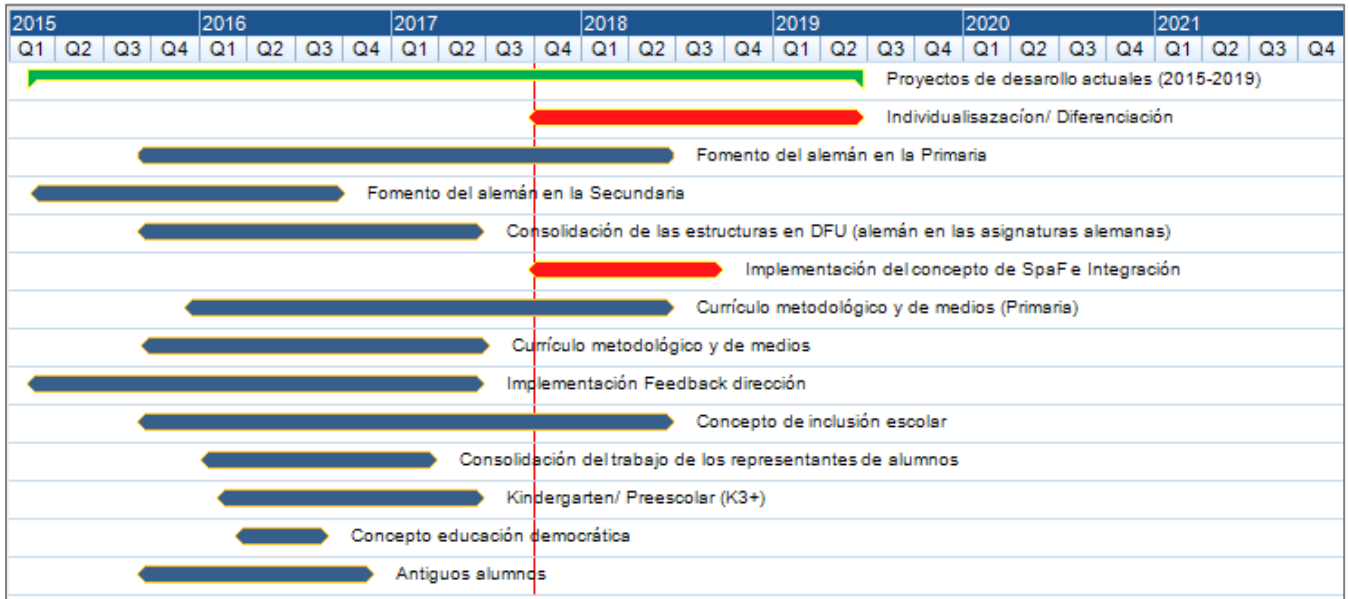 2015 2016 2017 2018 2019 2020 2021
Q1 Q2 Q3 Q4 Q1 Q2 Q3 Q4 Q1 Q2 Q3 Q4 Q1 Q2 Q3 Q4 Q1 Q2 Q3 Q4 Q1 Q2 Q3 Q4 Q1 Q2 Q3 Q4
Proyectos de desarollo actuales (2015-2019)
Individualisazacíon/ Diferenciación
Fomento del alemán en la Primaria
Fomento del alemán en la Secundaria
Consolidación de las estructuras en DFU (alemán en las asignaturas alemanas)
Implementación del concepto de SpaF e Integración
Currículo metodológico y de medios (Primaria)
Currículo metodológico y de medios
Implementación Feedback dirección
Concepto de inclusión escolar
Consolidación del trabajo de los representantes de alumnos
Kindergarten/ Preescolar (K3+)
Concepto educación democrática
Antiguos alumnos